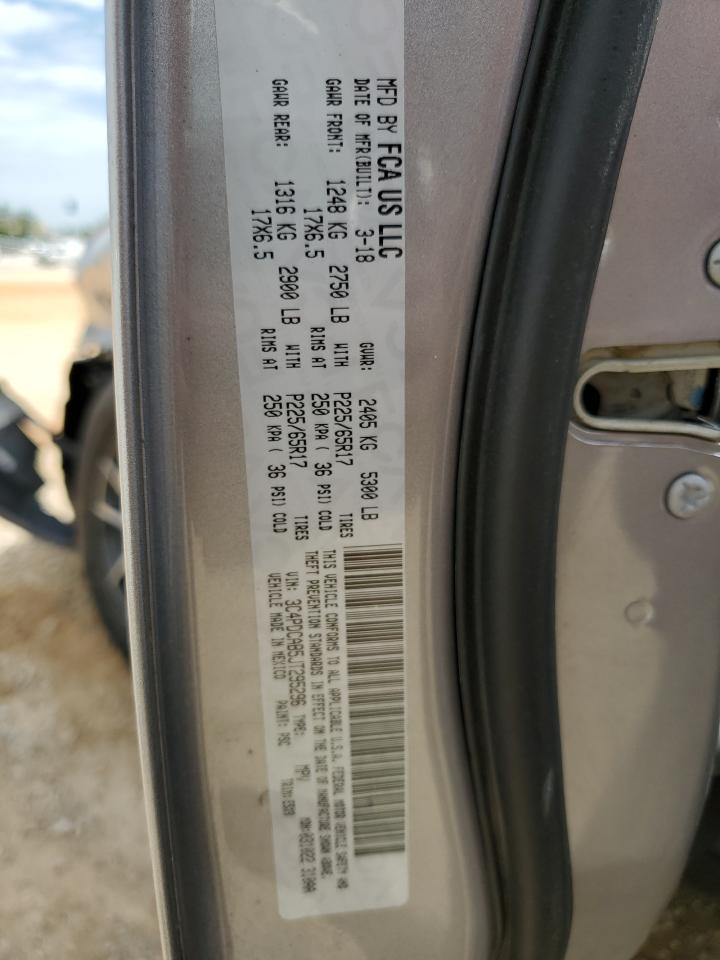 MFD BY FCA US LLC
DATE OF MFR(BUILT): 3-18 GVWR: 2405 KG 5300 LB
GAWR FRONT: 1248 KG 2750 LB WITH P225/65R17 TIRES
17X6.5 RIMS AT 250 KPA ( 36 PSI) COLD
GAWR REAR: 1316 KG 2900 LB WITH P225/65R17 TIRES
17X6.5 RIMS AT 250 KPA ( 36 PSI) COLD
THIS VEHICLE CONFORMS TO ALL APPLICABLE U.S.A. FEDERAL MOTOR VEHICLE SAFETY AND
THEFT PREVENTION STANDARDS IN EFFECT ON THE DATE OF MANUFACTURE SHOWN ABOVE.
VIN: 3C4PDCAB5JT295296 TYPE: MPV
VEHICLE MADE IN MEXICO PAINT: PSC TRIM: